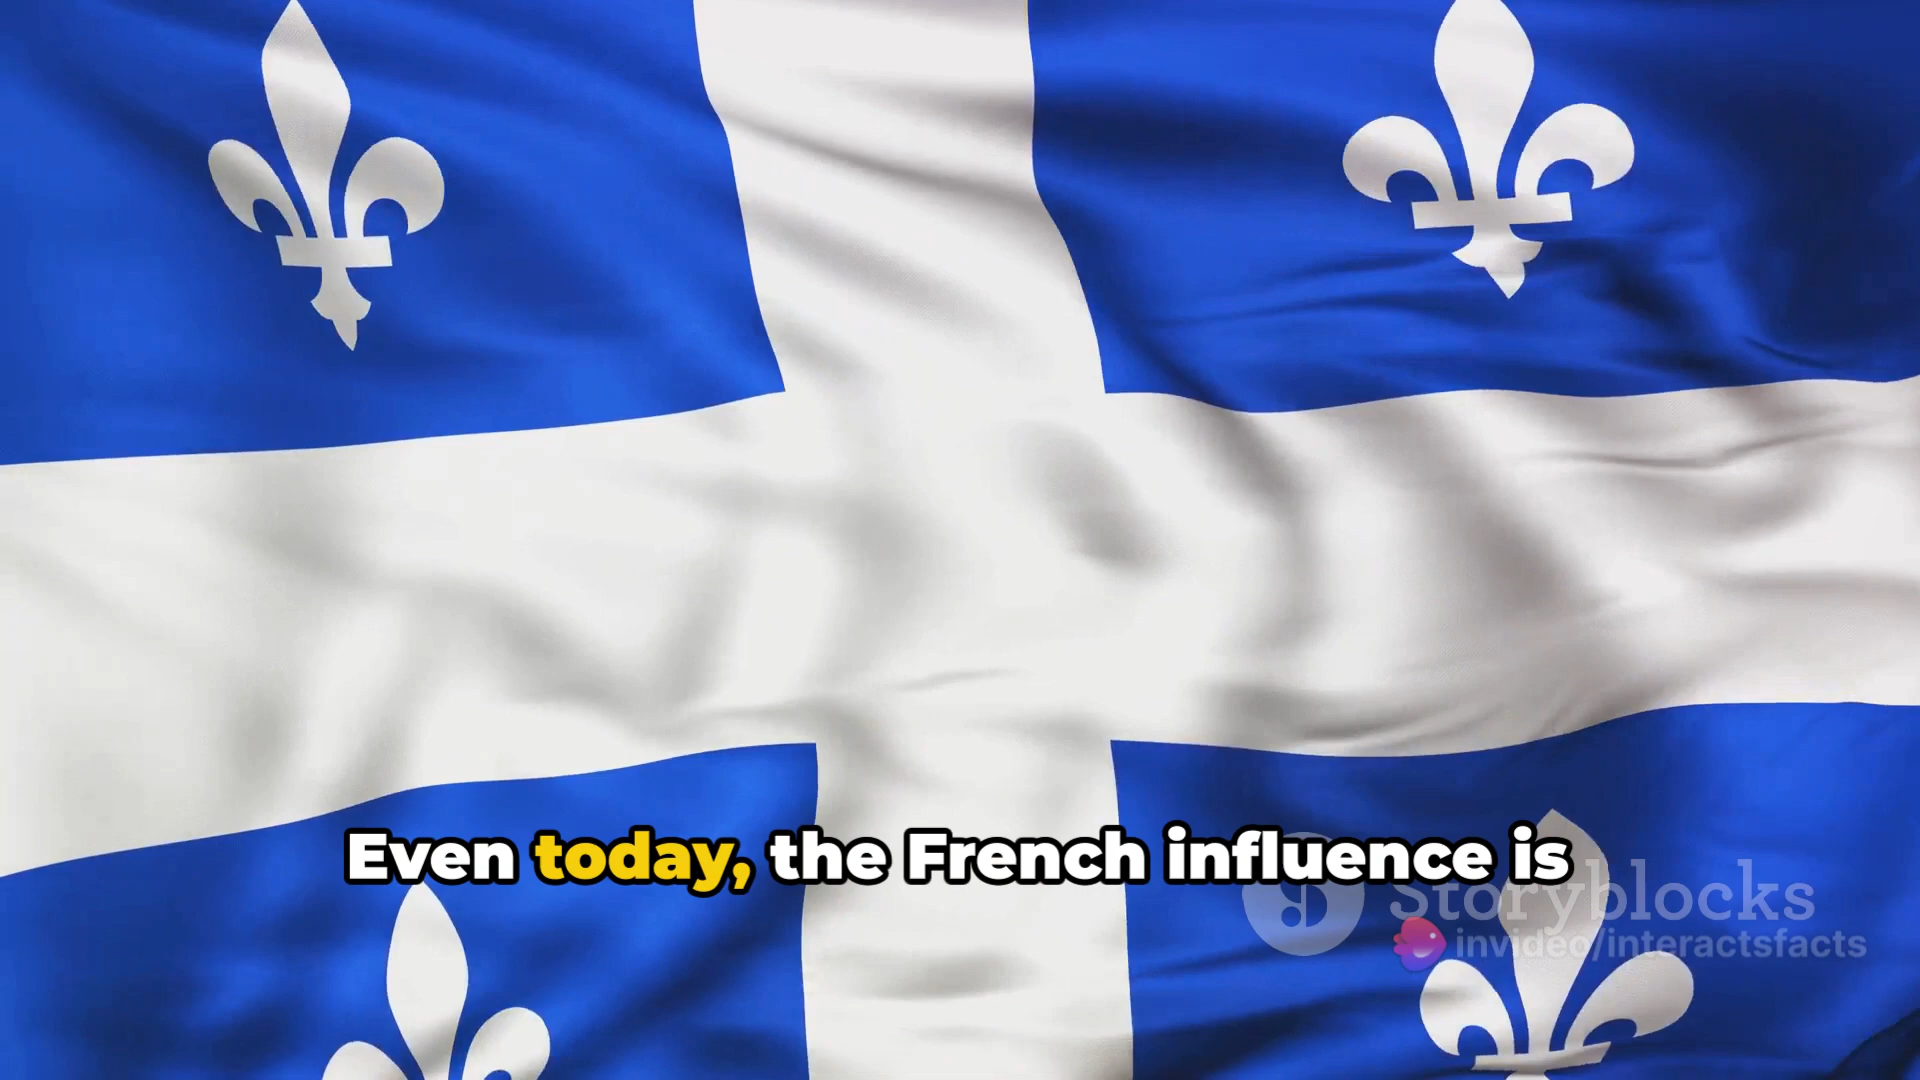 Even today, the French influence is
Storyblocks
invideo/interactsfacts